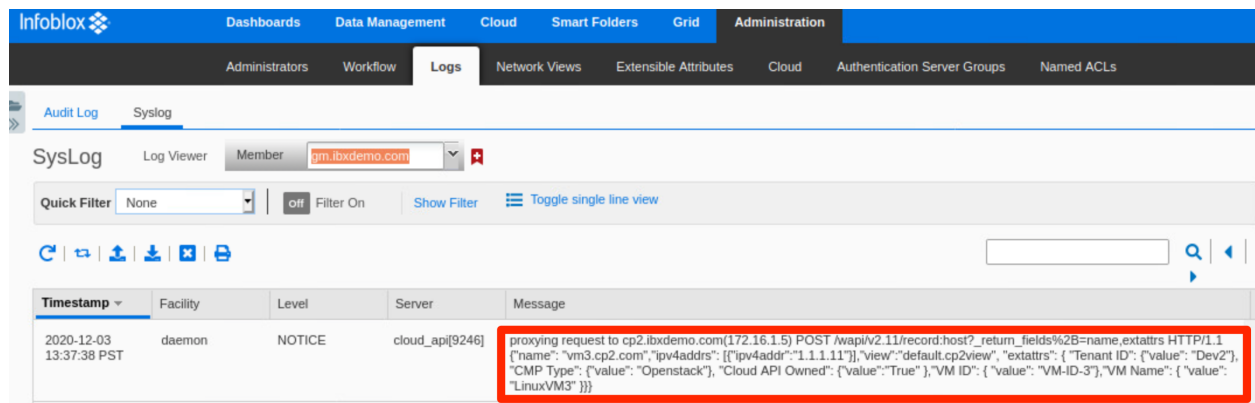 Infoblox
Dashboards Data Management Cloud Smart Folders Grid Administration
Administrators Workflow Logs Network Views Extensible Attributes Cloud Authentication Server Groups Named ACLs
Audit Log Syslog
SysLog Log Viewer Member gm.ibxdemo.com
Quick Filter None Off Filter On Show Filter Toggle single line view
Timestamp Facility Level Server Message
2020-12-03 daemon NOTICE cloud_api[9246] proxying request to cp2.ibxdemo.com(172.16.1.5) POST /wapi/v2.11/record:host?_return_fields%2B=name,extattrs HTTP/1.1
13:37:38 PST {"name": "vm3.cp2.com","ipv4addrs": [{"ipv4addr":"1.1.1.11"}],"view":"default.cp2view", "extattrs": { "Tenant ID": {"value": "Dev2"},
"CMP Type": {"value": "Openstack"}, "Cloud API Owned": {"value":"True" },"VM ID": { "value": "VM-ID-3"},"VM Name": { "value":
"LinuxVM3" }}}